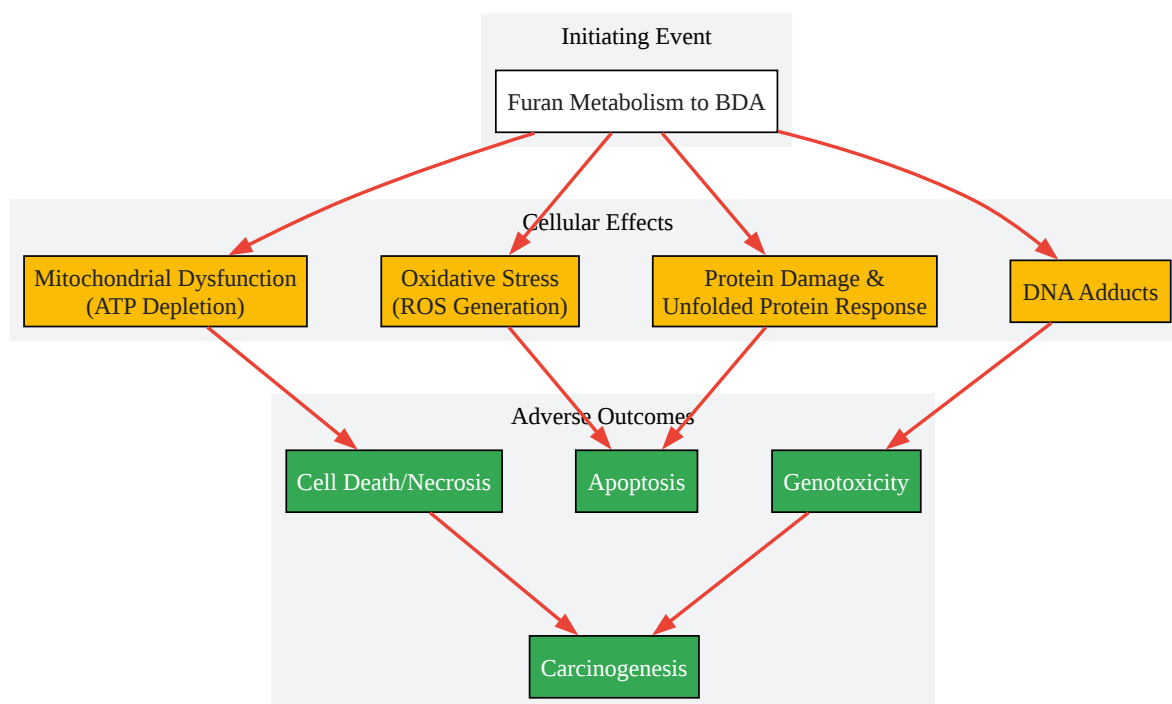 Initiating Event
Furan Metabolism to BDA
Cellular Effects
Mitochondrial Dysfunction
(ATP Depletion)
Oxidative Stress
(ROS Generation)
Protein Damage &
Unfolded Protein Response
DNA Adducts
Adverse Outcomes
Cell Death/Necrosis
Apoptosis
Genotoxicity
Carcinogenesis